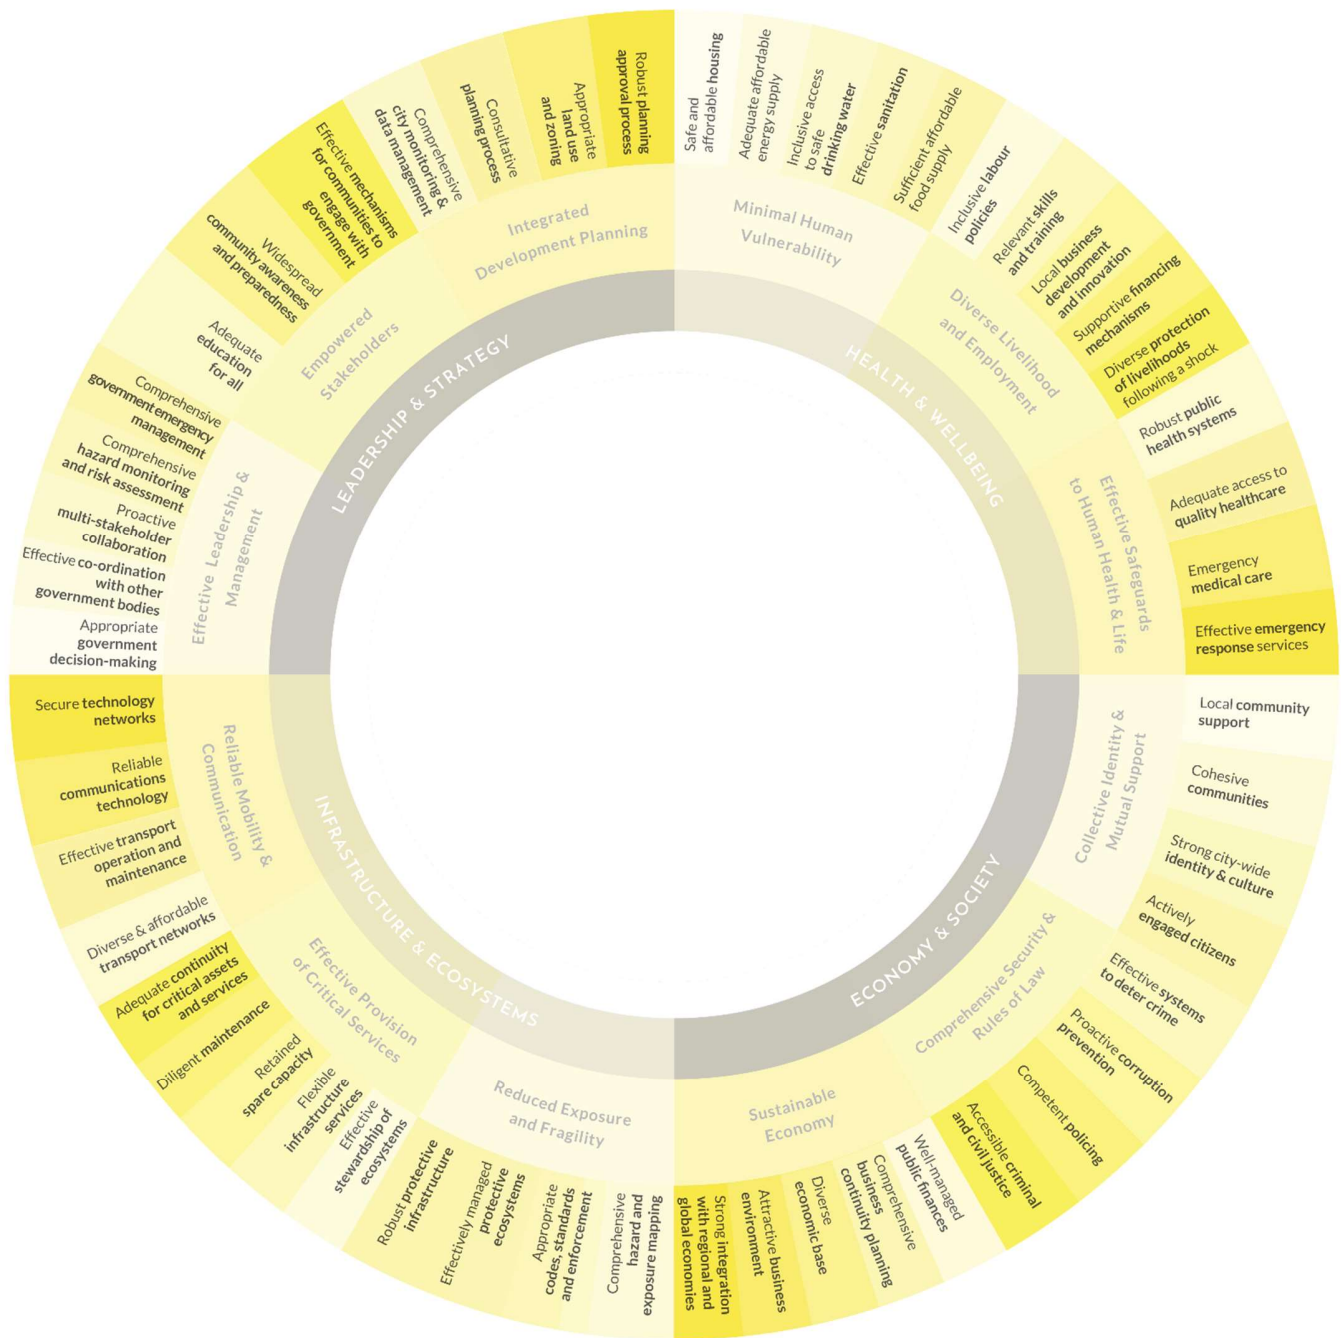 Safe and
affordable housing
Adequate affordable
energy supply
Inclusive access
to safe
drinking water
Effective sanitation
Sufficient affordable
food supply
Inclusive labour
policies
Relevant skills
and training
Local business
development
and innovation
Supportive financing
mechanisms
Diverse protection
of livelihoods
following a shock
Robust public
health systems
Adequate access to
quality healthcare
Emergency
medical care
Effective emergency
response services
Local community
support
Cohesive
communities
Strong city-wide
identity & culture
Actively
engaged citizens
Effective systems
to deter crime
Proactive corruption
prevention
Competent policing
Accessible criminal
and civil justice
Well-managed
public finances
Comprehensive
business
continuity planning
Diverse
economic base
Attractive business
environment
Strong integration
with regional and
global economies
Comprehensive
hazard and
exposure mapping
Appropriate
codes, standards
and enforcement
Effectively managed
protective
ecosystems
Robust protective
infrastructure
Effective
stewardship of
ecosystems
Flexible
infrastructure
services
Retained
spare capacity
Diligent maintenance
Adequate continuity
for critical assets
and services
Diverse & affordable
transport networks
Effective transport
operation and
maintenance
Reliable
communications
technology
Secure technology
networks
Appropriate
government
decision-making
Effective co-ordination
with other
government bodies
Proactive
multi-stakeholder
collaboration
Comprehensive
hazard monitoring
and risk assessment
Comprehensive
government emergency
management
Adequate
education
for all
Widespread
community awareness
and preparedness
Effective mechanisms
for communities to
engage with
government
Comprehensive
city monitoring &
data management
Consultative
planning process
Appropriate
land use
and zoning
Robust planning
approval process
Minimal Human
Vulnerability
Diverse Livelihood
and Employment
Effective Safeguards
to Human Health & Life
Collective Identity &
Mutual Support
Comprehensive Security &
Rules of Law
Sustainable
Economy
Reduced Exposure
and Fragility
Effective Provision
of Critical Services
Reliable Mobility &
Communication
Effective Leadership &
Management
Empowered
Stakeholders
Integrated
Development Planning
HEALTH & WELLBEING
ECONOMY & SOCIETY
INFRASTRUCTURE & ECOSYSTEMS
LEADERSHIP & STRATEGY